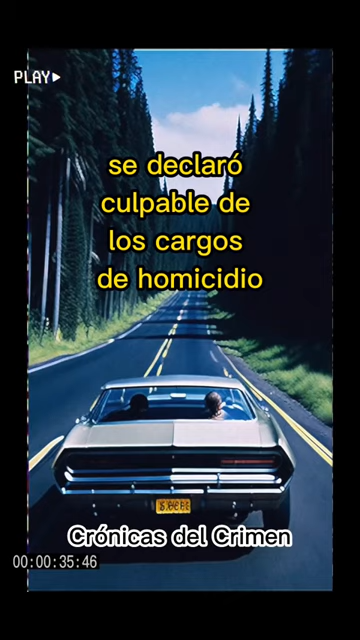 PLAY▶
se declaró
culpable de
los cargos
de homicidio
Crónicas del Crimen
00:00:35:46